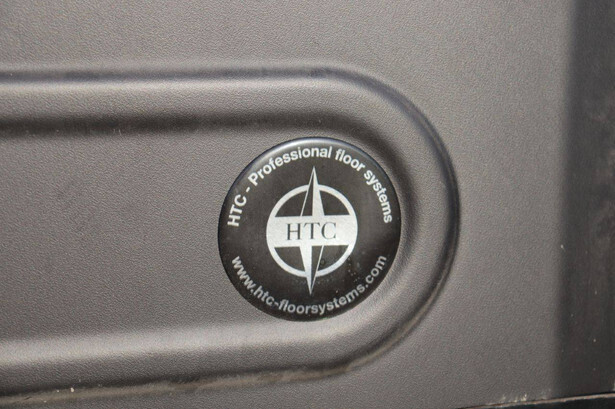 HTC - Professional floor systems
HTC
www.htc-floorsystems.com